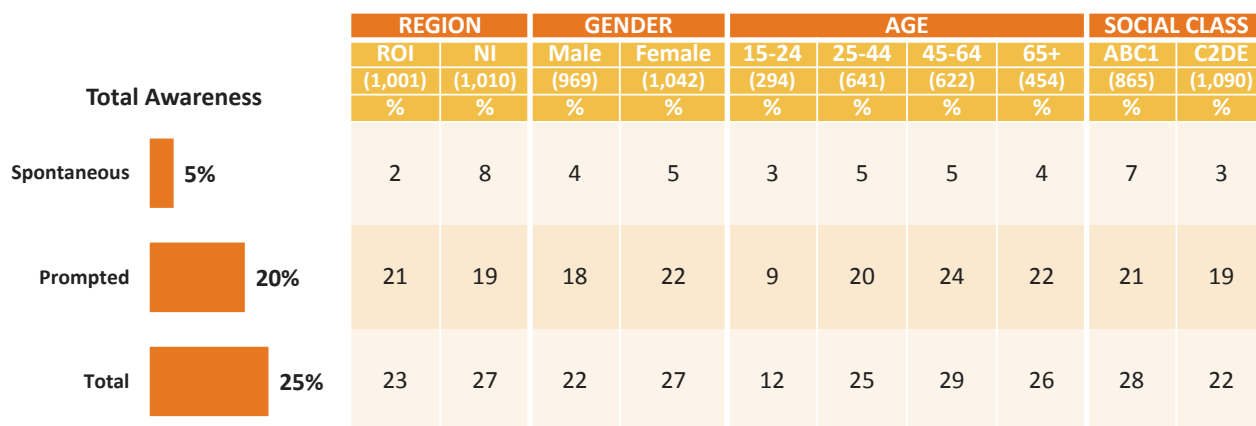 REGION GENDER AGE SOCIAL CLASS
ROI NI Male Female 15-24 25-44 45-64 65+ ABC1 C2DE
(1,001) (1,010) (969) (1,042) (294) (641) (622) (454) (865) (1,090)
Total Awareness
% % % % % % % % % %
Spontaneous 5% 2 8 4 5 3 5 5 4 7 3
Prompted 20% 21 19 18 22 9 20 24 22 21 19
Total 25% 23 27 22 27 12 25 29 26 28 22